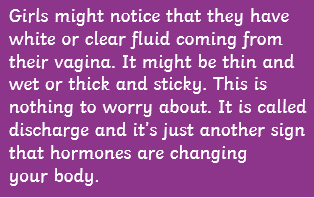 Girls might notice that they have
white or clear fluid coming from
their vagina. It might be thin and
wet or thick and sticky. This is
nothing to worry about. It is called
discharge and it's just another sign
that hormones are changing
your body.